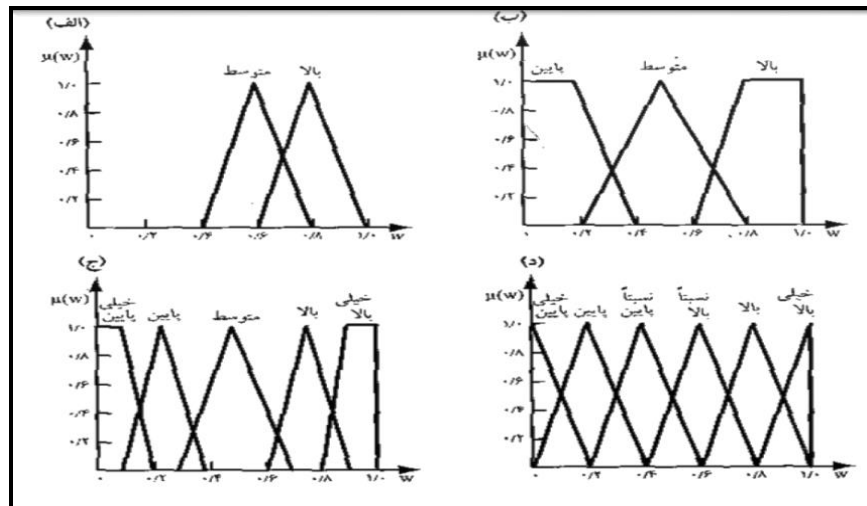 (الف)
μ(w)
متوسط بالا
۱/۰
۰/۸
۰/۶
۰/۴
۰/۲
۰ ۰/۲ ۰/۴ ۰/۶ ۰/۸ ۱/۰ w
(ب)
μ(w)
پایین متوسط بالا
۱/۰
۰/۸
۰/۶
۰/۴
۰/۲
۰ ۰/۲ ۰/۴ ۰/۶ ۰/۸ ۱/۰ w
(ج)
μ(w)
خیلی پایین پایین متوسط بالا خیلی بالا
۱/۰
۰/۸
۰/۶
۰/۴
۰/۲
۰ ۰/۲ ۰/۴ ۰/۶ ۰/۸ ۱/۰ w
(د)
μ(w)
خیلی پایین پایین نسبتاً پایین نسبتاً بالا بالا خیلی بالا
۱/۰
۰/۸
۰/۶
۰/۴
۰/۲
۰ ۰/۲ ۰/۴ ۰/۶ ۰/۸ ۱/۰ w